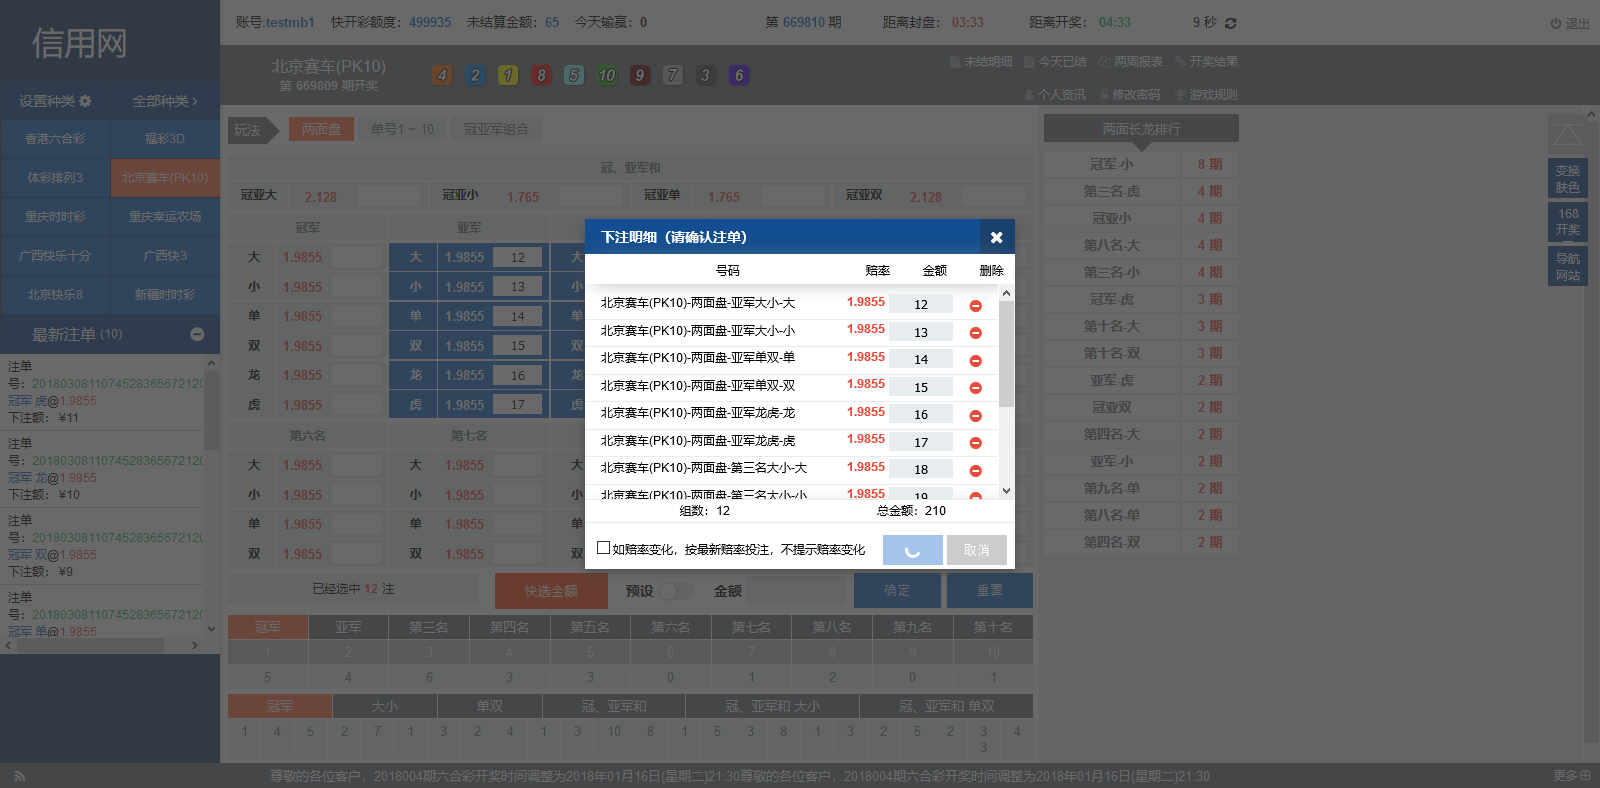 账号:testmb1 快开彩额度：499935 未结算金额：65 今天输赢：0 第 669810 期 距离封盘：03:33 距离开奖：04:33 9 秒 退出
信用网
北京赛车(PK10)
第 669809 期开奖
4 2 1 8 5 10 9 7 3 6
未结明细 今天已结 两周报表 开奖结果
个人资讯 修改密码 游戏规则
设置种类 全部种类
香港六合彩 福彩3D
体彩排列3 北京赛车(PK10)
重庆时时彩 重庆幸运农场
广西快乐十分 广西快3
北京快乐8 新疆时时彩
最新注单 (10)
注单
号：2018030811074528365672120
冠军 虎@1.9855
下注额：¥11
注单
号：2018030811074528365672120
冠军 龙@1.9855
下注额：¥10
注单
号：2018030811074528365672120
冠军 双@1.9855
下注额：¥9
注单
号：2018030811074528365672120
冠军 单@1.9855
玩法 两面盘 单号1 ~ 10 冠亚军组合
冠、亚军和
冠亚大 2.128 冠亚小 1.765 冠亚单 1.765 冠亚双 2.128
冠军 亚军
大 1.9855 大 1.9855 12 大
小 1.9855 小 1.9855 13 小
单 1.9855 单 1.9855 14 单
双 1.9855 双 1.9855 15 双
龙 1.9855 龙 1.9855 16 龙
虎 1.9855 虎 1.9855 17 虎
第六名 第七名
大 1.9855 大 1.9855 大
小 1.9855 小 1.9855 小
单 1.9855 单 1.9855 单
双 1.9855 双 1.9855 双
下注明细（请确认注单）
号码 赔率 金额 删除
北京赛车(PK10)-两面盘-亚军大小-大 1.9855 12
北京赛车(PK10)-两面盘-亚军大小-小 1.9855 13
北京赛车(PK10)-两面盘-亚军单双-单 1.9855 14
北京赛车(PK10)-两面盘-亚军单双-双 1.9855 15
北京赛车(PK10)-两面盘-亚军龙虎-龙 1.9855 16
北京赛车(PK10)-两面盘-亚军龙虎-虎 1.9855 17
北京赛车(PK10)-两面盘-第三名大小-大 1.9855 18
北京赛车(PK10)-两面盘-第三名大小-小 1.9855 19
组数：12 总金额：210
如赔率变化，按最新赔率投注，不提示赔率变化 取消
已经选中 12 注 快选金额 预设 金额 确定 重置
冠军 亚军 第三名 第四名 第五名 第六名 第七名 第八名 第九名 第十名
1 2 3 4 5 6 7 8 9 10
5 4 6 3 3 0 1 2 0 1
冠军 大小 单双 冠、亚军和 冠、亚军和 大小 冠、亚军和 单双
1 4 5 2 7 1 3 2 4 1 3 10 8 1 5 3 8 1 3 2 5 2 3 4
3
两面长龙排行
冠军-小 8 期
第三名-虎 4 期
冠亚小 4 期
第八名-大 4 期
第三名-小 4 期
冠军-虎 3 期
第十名-大 3 期
第十名-双 3 期
亚军-虎 2 期
冠亚双 2 期
第四名-大 2 期
亚军-小 2 期
第九名-单 2 期
第八名-单 2 期
第四名-双 2 期
变换
肤色
168
开奖
导航
网站
尊敬的各位客户，2018004期六合彩开奖时间调整为2018年01月16日(星期二)21:30尊敬的各位客户，2018004期六合彩开奖时间调整为2018年01月16日(星期二)21:30 更多